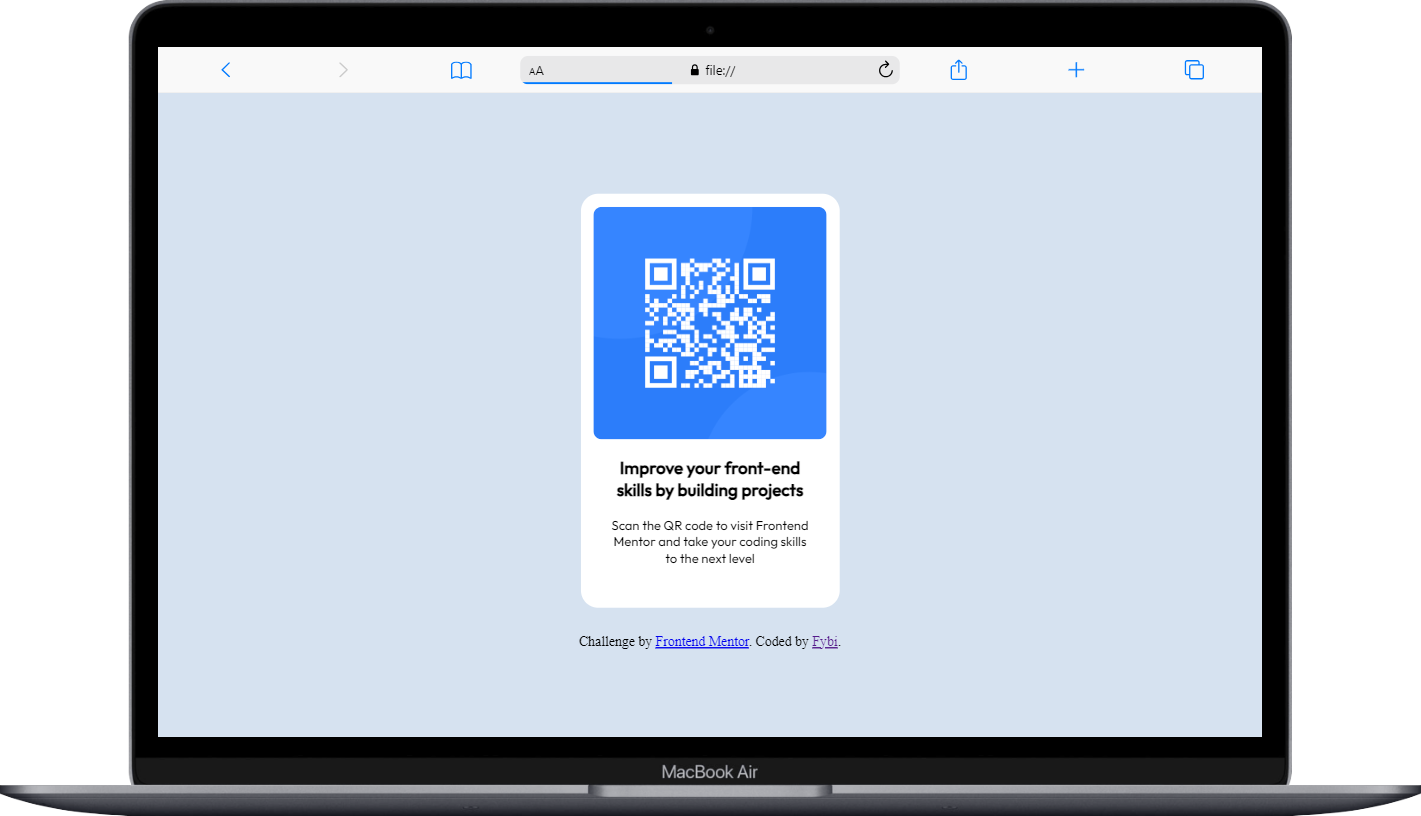 AA file://
Improve your front-end
skills by building projects
Scan the QR code to visit Frontend
Mentor and take your coding skills
to the next level
Challenge by Frontend Mentor. Coded by Fybi.
MacBook Air